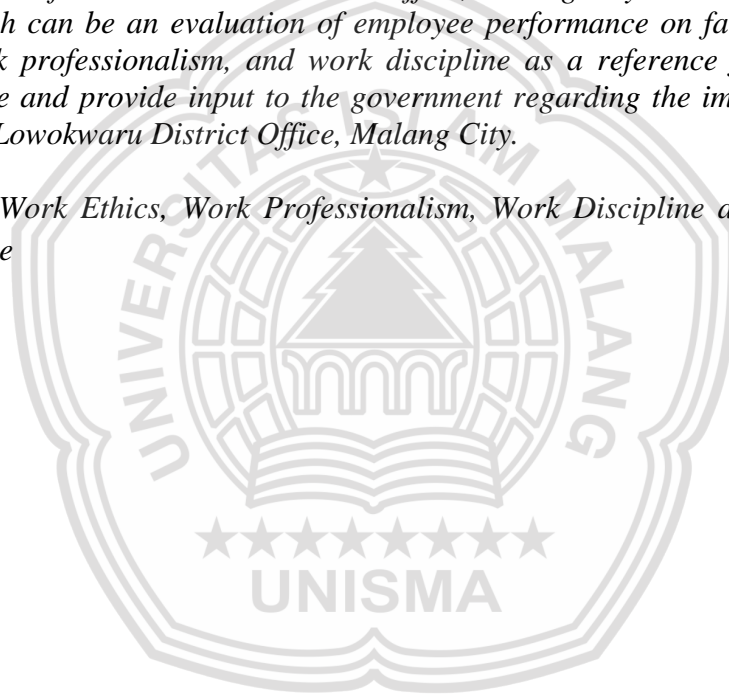 h can be an evaluation of employee performance on fa
k professionalism, and work discipline as a reference
e and provide input to the government regarding the im
Lowokwaru District Office, Malang City.
Work Ethics, Work Professionalism, Work Discipline a
e
UNIVERSITAS ISLAM MALANG
UNISMA